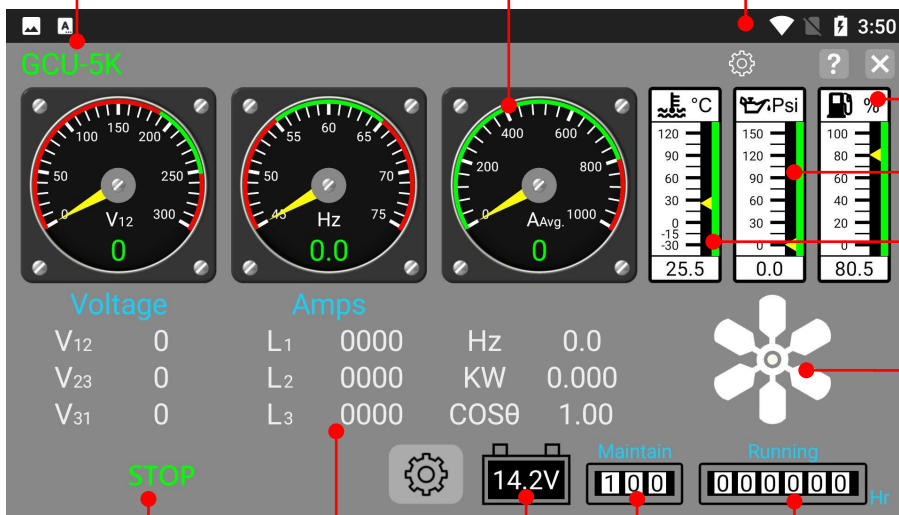 A
3:50
GCU-5K
?
50 100 150 200 250 300
V12
0
45 50 55 60 65 70 75
Hz
0.0
0 200 400 600 800 1000
AAvg.
0
°C
120
90
60
30
0
-15
-30
25.5
Psi
150
120
90
60
30
0
0.0
%
100
80
60
40
20
0
80.5
Voltage Amps
V12 0 L1 0000 Hz 0.0
V23 0 L2 0000 KW 0.000
V31 0 L3 0000 COSθ 1.00
Maintain Running
STOP 14.2V 100 000000 Hr